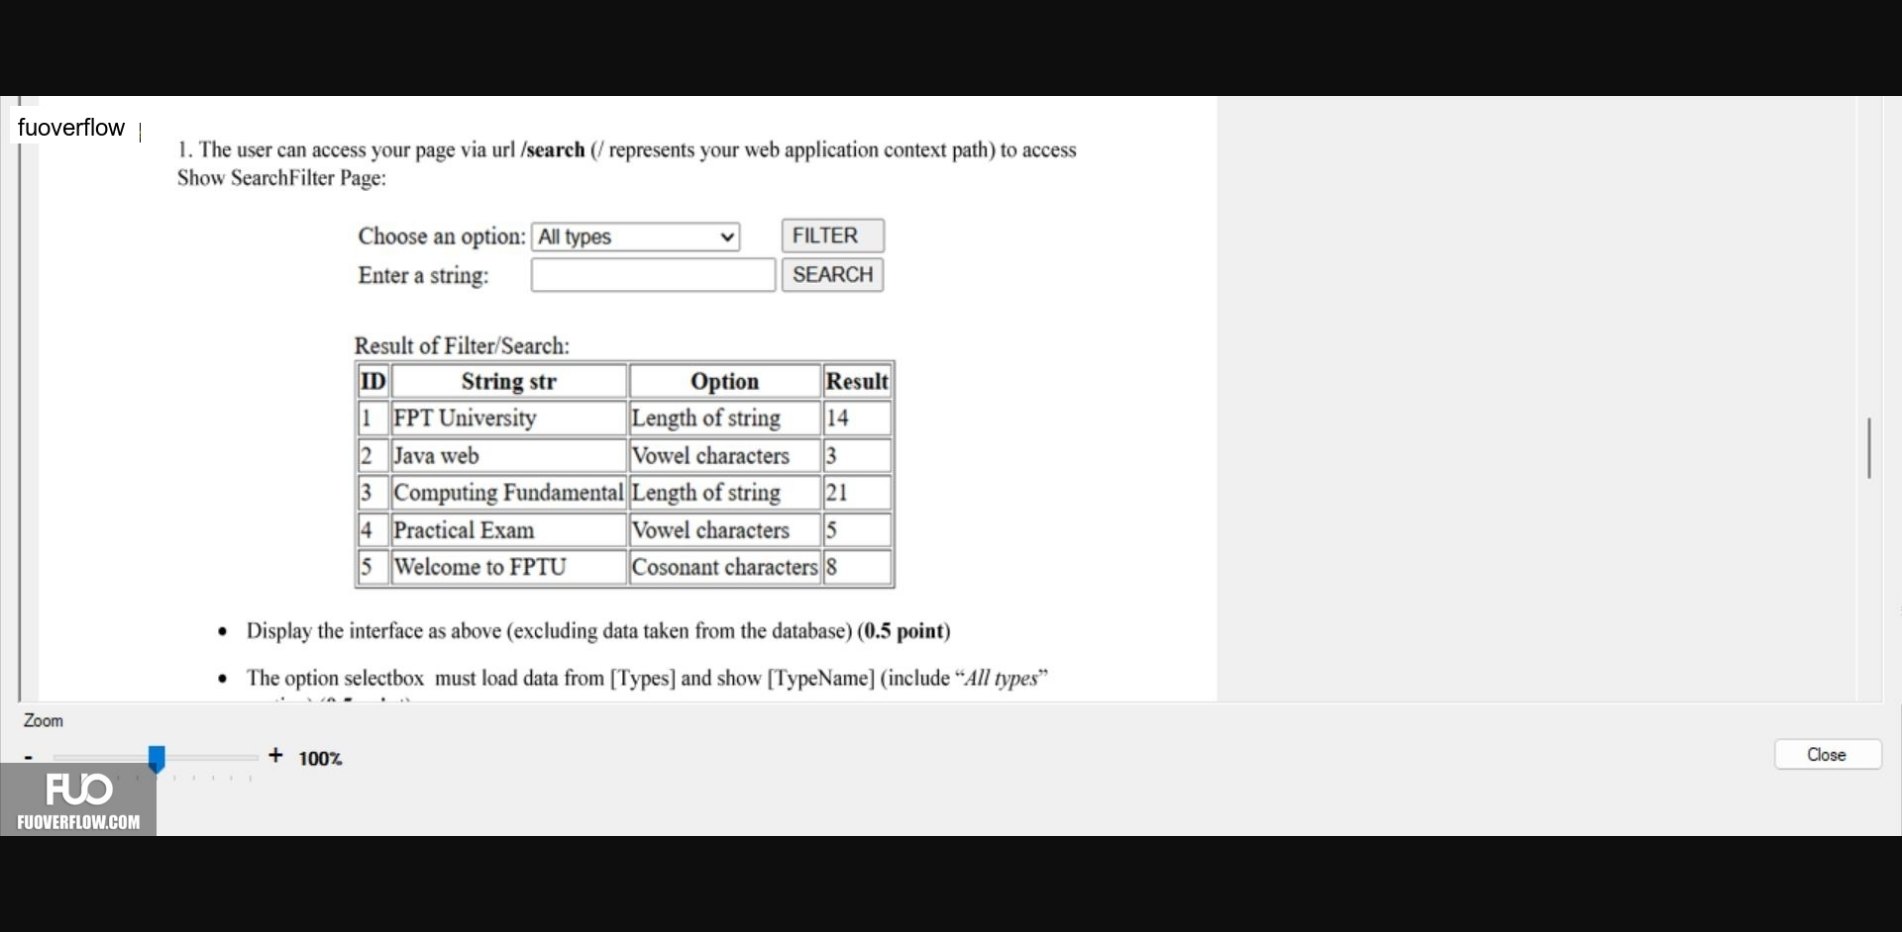 fuoverflow
1. The user can access your page via url /search (/ represents your web application context path) to access
Show SearchFilter Page:
Choose an option: All types FILTER
Enter a string: SEARCH
Result of Filter/Search:
ID String str Option Result
1 FPT University Length of string 14
2 Java web Vowel characters 3
3 Computing Fundamental Length of string 21
4 Practical Exam Vowel characters 5
5 Welcome to FPTU Cosonant characters 8
• Display the interface as above (excluding data taken from the database) (0.5 point)
• The option selectbox must load data from [Types] and show [TypeName] (include “All types”
Zoom
- + 100%
Close
FUO
FUOVERFLOW.COM